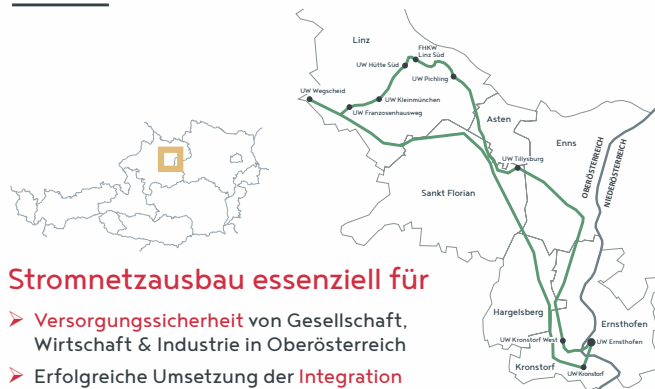 Linz
FHKW
Linz Süd
UW Hütte Süd
UW Pichling
UW Wegscheid
UW Kleinmünchen
UW Franzosenhausweg
Asten
Enns
UW Tillysburg
OBERÖSTERREICH
NIEDERÖSTERREICH
Sankt Florian
Stromnetzausbau essenziell für
➢ Versorgungssicherheit von Gesellschaft,
Wirtschaft & Industrie in Oberösterreich
➢ Erfolgreiche Umsetzung der Integration
Hargelsberg
Ernsthofen
UW Kronstorf West
UW Ernsthofen
Kronstorf
UW Kronstorf